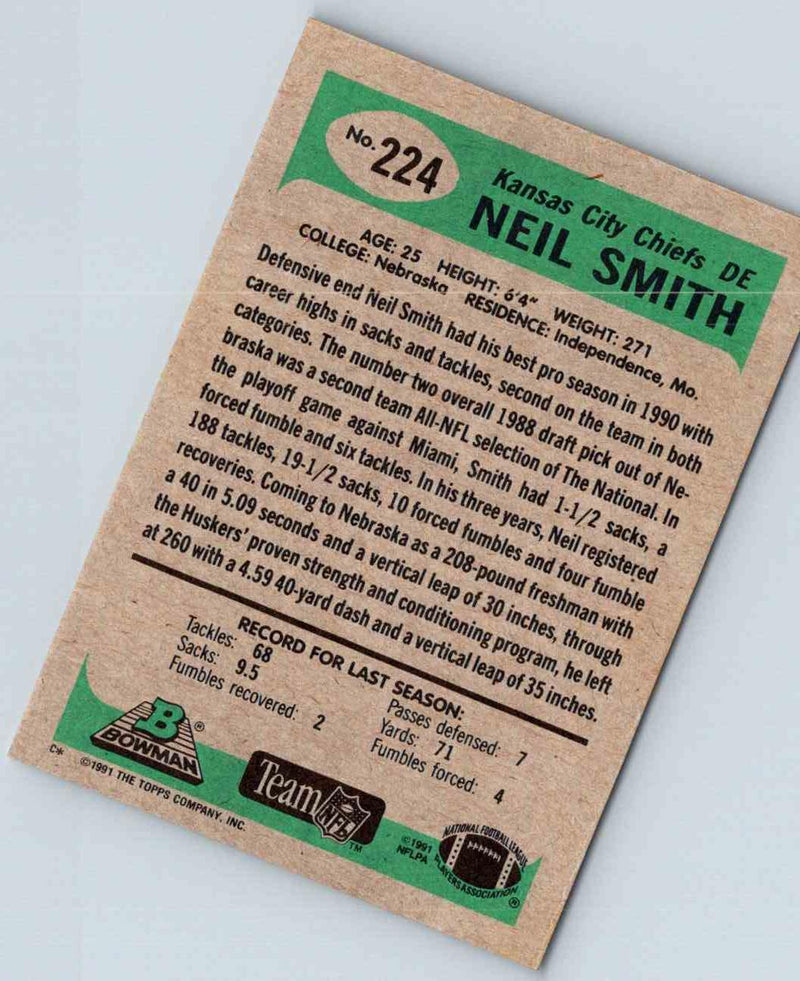 No. 224
Kansas City Chiefs DE
NEIL SMITH
AGE: 25 HEIGHT: 6'4" WEIGHT: 271
COLLEGE: Nebraska RESIDENCE: Independence, Mo.
Defensive end Neil Smith had his best pro season in 1990 with
career highs in sacks and tackles, second on the team in both
categories. The number two overall 1988 draft pick out of Ne-
braska was a second team All-NFL selection of The National. In
the playoff game against Miami, Smith had 1-1/2 sacks, a
forced fumble and six tackles. In his three years, Neil registered
188 tackles, 19-1/2 sacks, 10 forced fumbles and four fumble
recoveries. Coming to Nebraska as a 208-pound freshman with
a 40 in 5.09 seconds and a vertical leap of 30 inches, through
the Huskers' proven strength and conditioning program, he left
at 260 with a 4.59 40-yard dash and a vertical leap of 35 inches.
RECORD FOR LAST SEASON:
Tackles: 68 Passes defensed: 7
Sacks: 9.5 Yards: 71
Fumbles recovered: 2 Fumbles forced: 4
B
BOWMAN®
C* ©1991 THE TOPPS COMPANY, INC.
Team NFL™
©1991
NFLPA
NATIONAL FOOTBALL LEAGUE
PLAYERS ASSOCIATION®